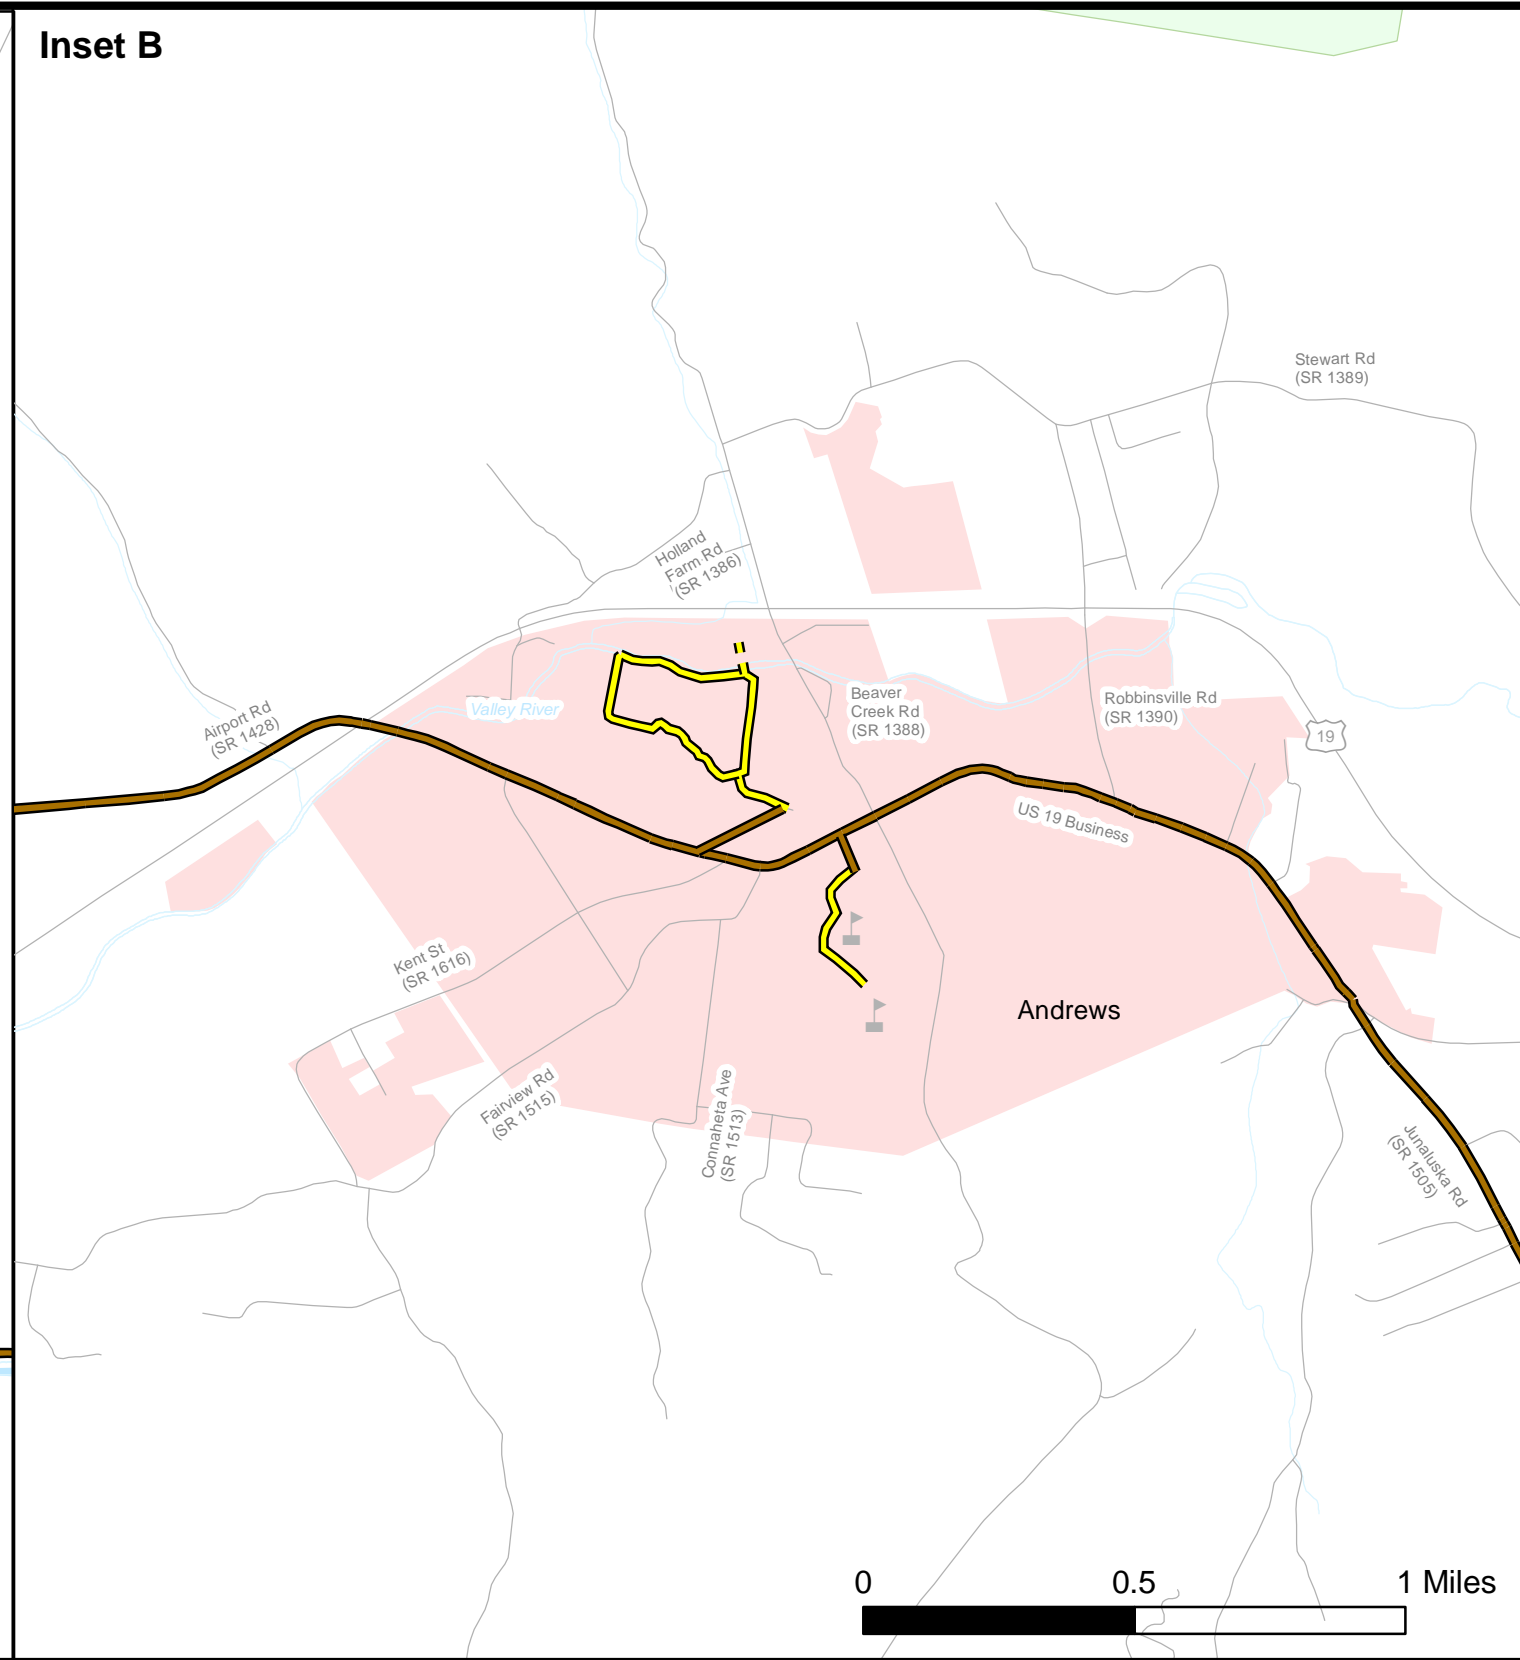 Inset B
Stewart Rd
(SR 1389)
Holland
Farm Rd
(SR 1386)
Airport Rd
(SR 1428)
Valley River
Beaver
Creek Rd
(SR 1388)
Robbinsville Rd
(SR 1390)
19
US 19 Business
Kent St
(SR 1616)
Andrews
Fairview Rd
(SR 1515)
Connaheta Ave
(SR 1513)
Junaluska Rd
(SR 1505)
0 0.5 1 Miles